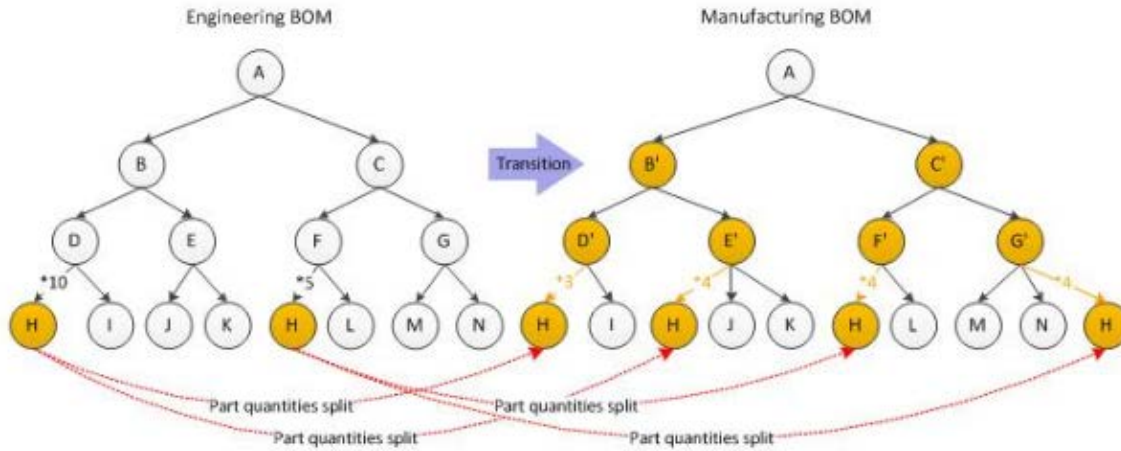 Engineering BOM
Manufacturing BOM
A
A
B
C
Transition
B'
C'
D
E
F
G
D'
E'
F'
G'
*10
*5
*3
*4
*4
*4
H
I
J
K
H
L
M
N
H
I
H
J
K
H
L
M
N
H
Part quantities split
Part quantities split
Part quantities split
Part quantities split